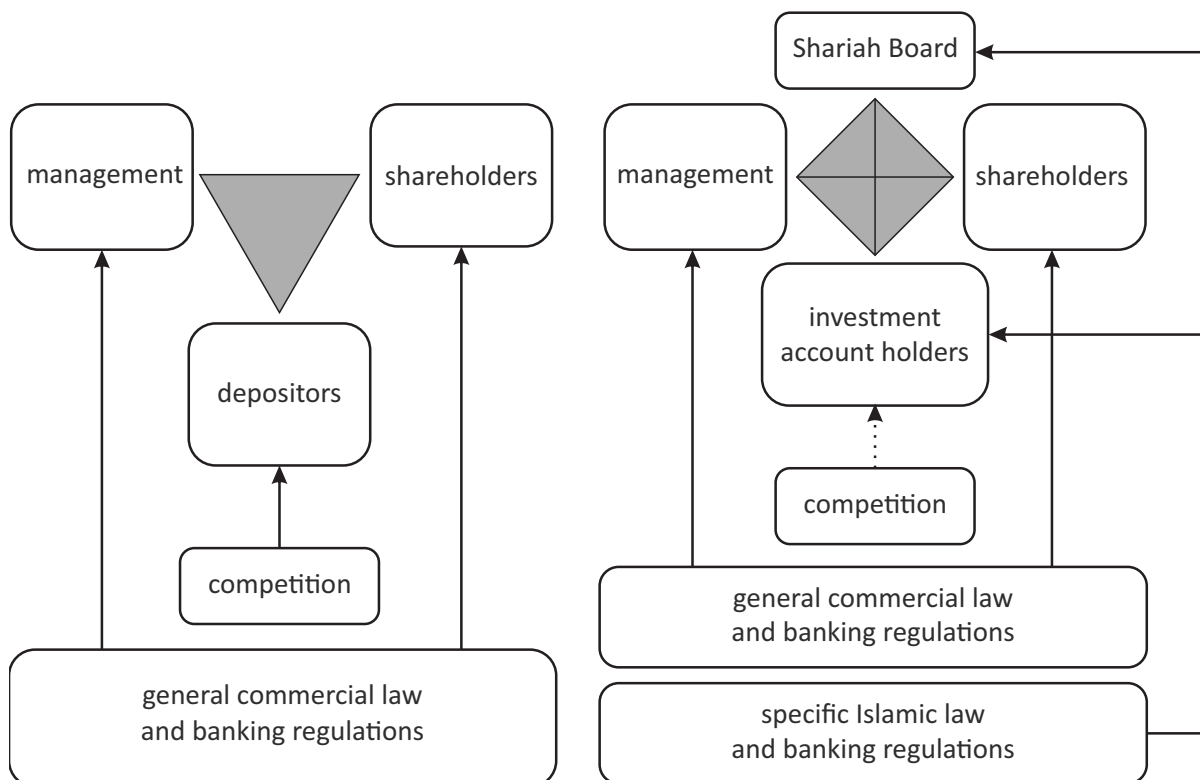 management
shareholders
depositors
competition
general commercial law
and banking regulations
Shariah Board
management
shareholders
investment
account holders
competition
general commercial law
and banking regulations
specific Islamic law
and banking regulations